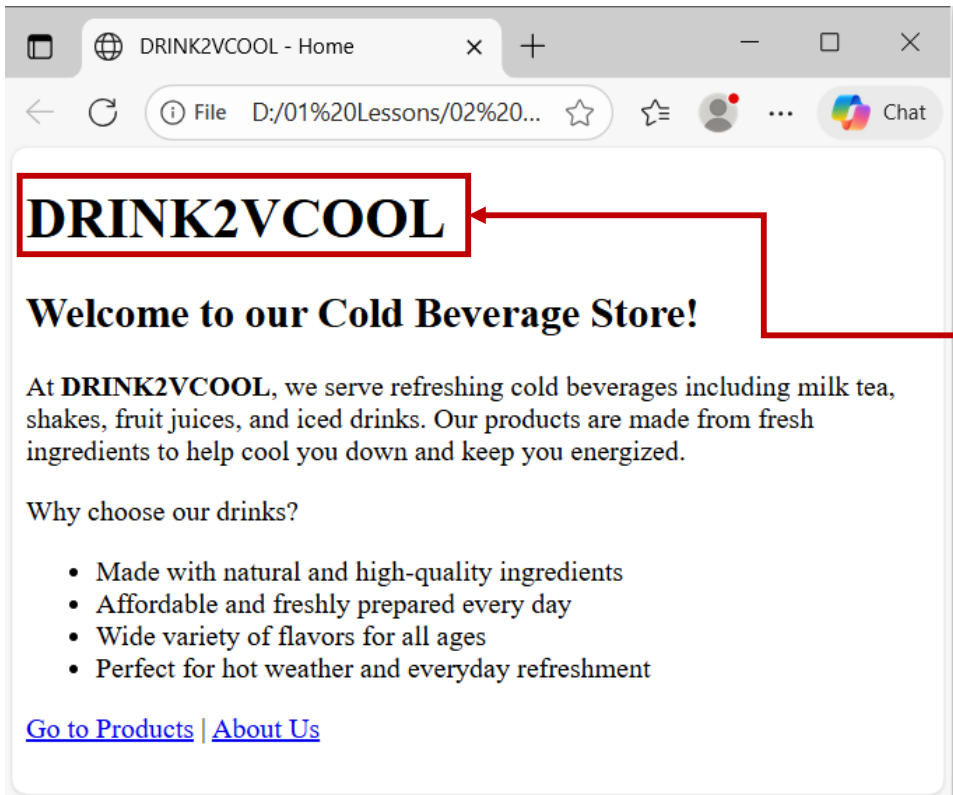 DRINK2VCOOL - Home
File D:/01%20Lessons/02%20...
Chat
DRINK2VCOOL
Welcome to our Cold Beverage Store!
At DRINK2VCOOL, we serve refreshing cold beverages including milk tea,
shakes, fruit juices, and iced drinks. Our products are made from fresh
ingredients to help cool you down and keep you energized.
Why choose our drinks?
• Made with natural and high-quality ingredients
• Affordable and freshly prepared every day
• Wide variety of flavors for all ages
• Perfect for hot weather and everyday refreshment
Go to Products | About Us